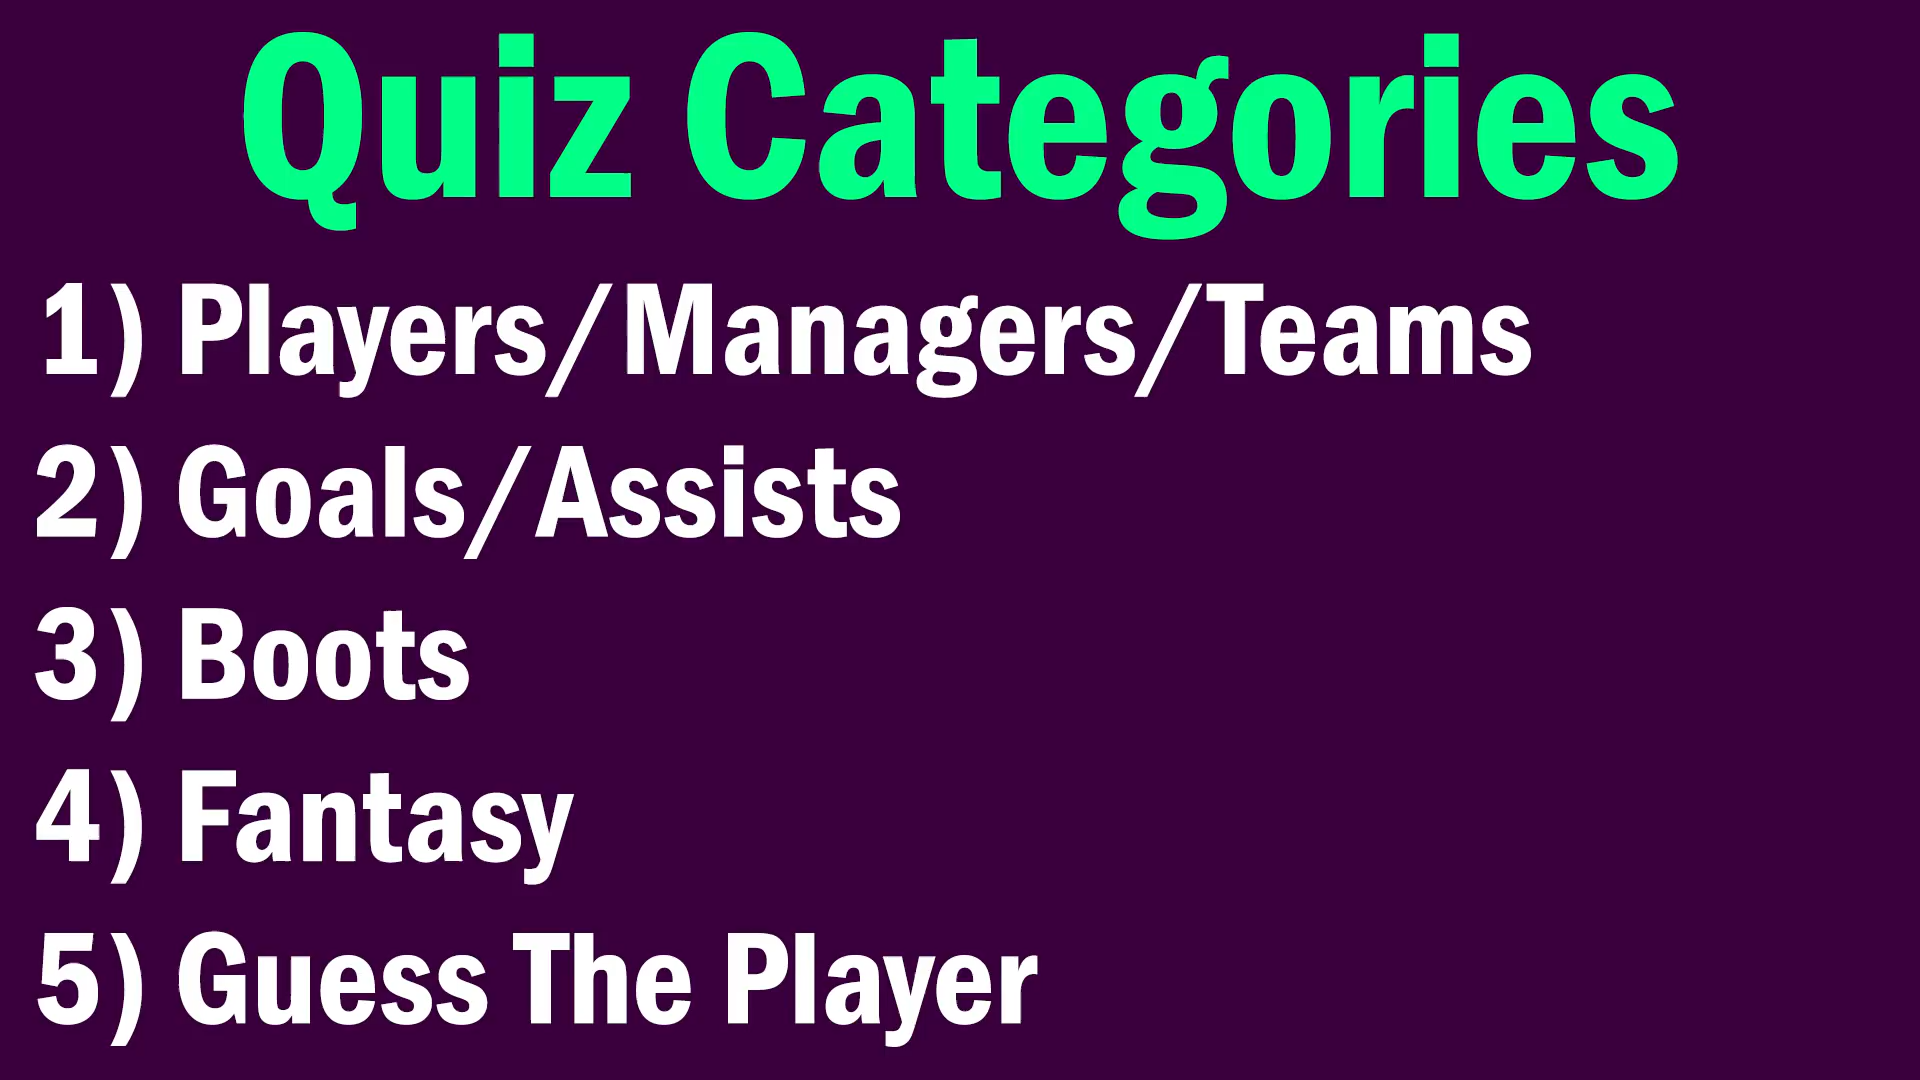 Quiz Categories
1) Players/Managers/Teams
2) Goals/Assists
3) Boots
4) Fantasy
5) Guess The Player